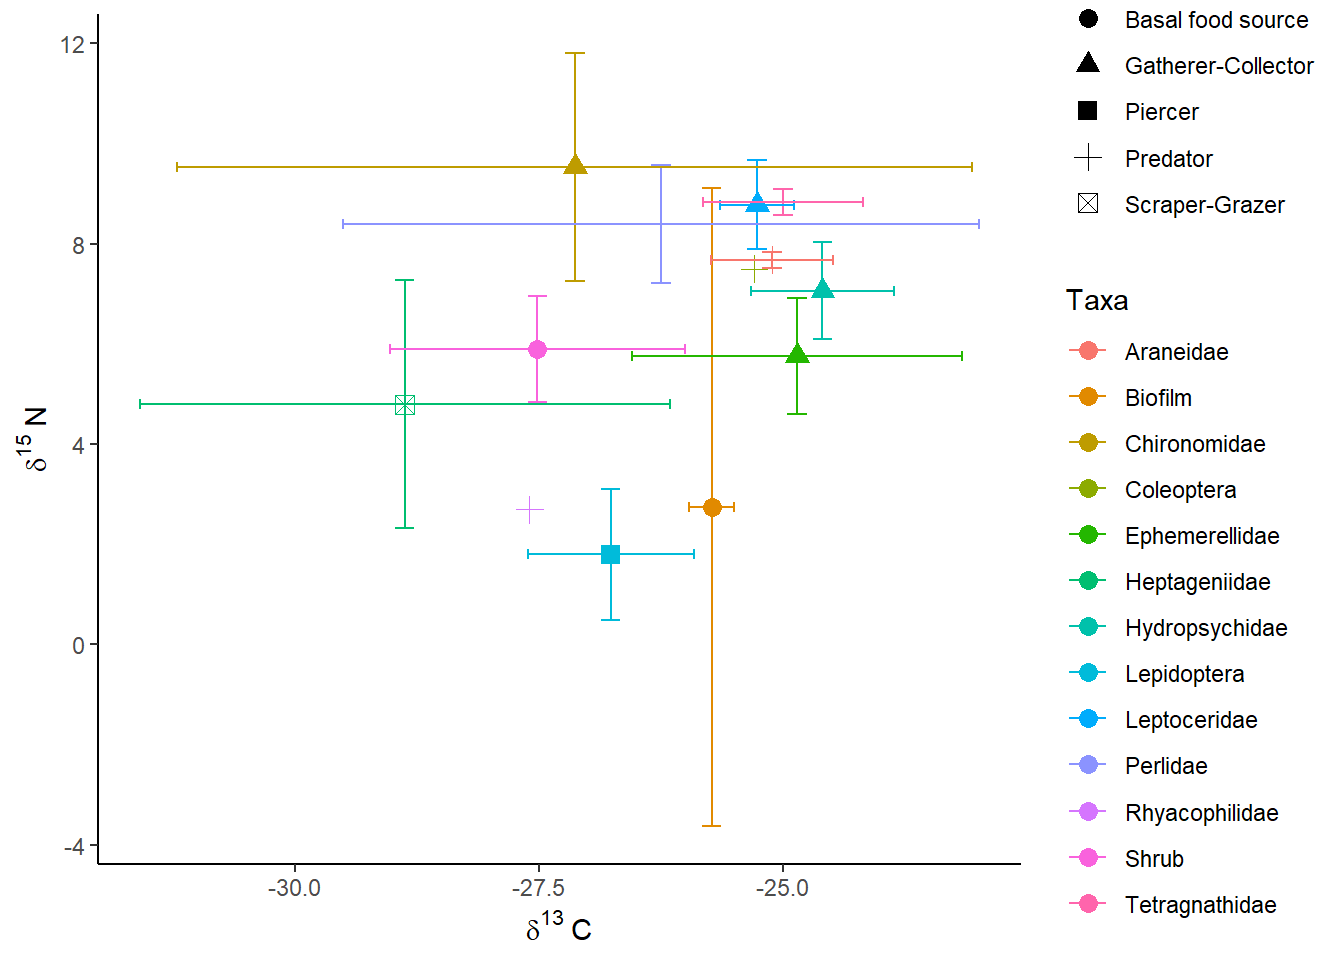 12
8
4
0
-4
δ15 N
-30.0
-27.5
-25.0
δ13 C
Basal food source
Gatherer-Collector
Piercer
Predator
Scraper-Grazer
Taxa
Araneidae
Biofilm
Chironomidae
Coleoptera
Ephemerellidae
Heptageniidae
Hydropsychidae
Lepidoptera
Leptoceridae
Perlidae
Rhyacophilidae
Shrub
Tetragnathidae